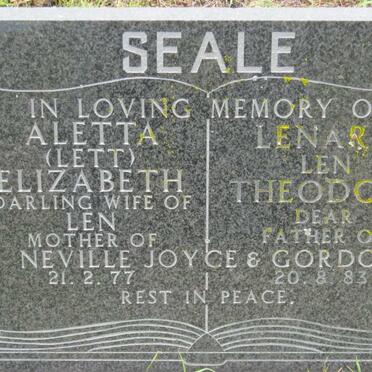 SEALE
IN LOVING MEMORY O
ALETTA
(LETT)
ELIZABETH
DARLING WIFE OF
LEN
MOTHER OF
LENAR
LEN
THEODO
DEAR
FATHER O
NEVILLE JOYCE & GORDO
21. 2. 77
20. 8. 83
REST IN PEACE.